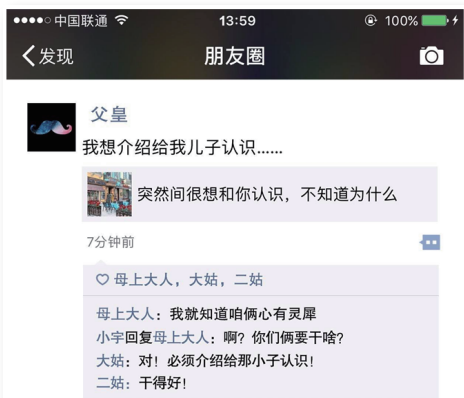 中国联通 13:59 100%
发现 朋友圈
父皇
我想介绍给我儿子认识……
突然间很想和你认识，不知道为什么
7分钟前
母上大人，大姑，二姑
母上大人：我就知道咱俩心有灵犀
小宇回复母上大人：啊？你们俩要干啥？
大姑：对！必须介绍给那小子认识！
二姑：干得好！